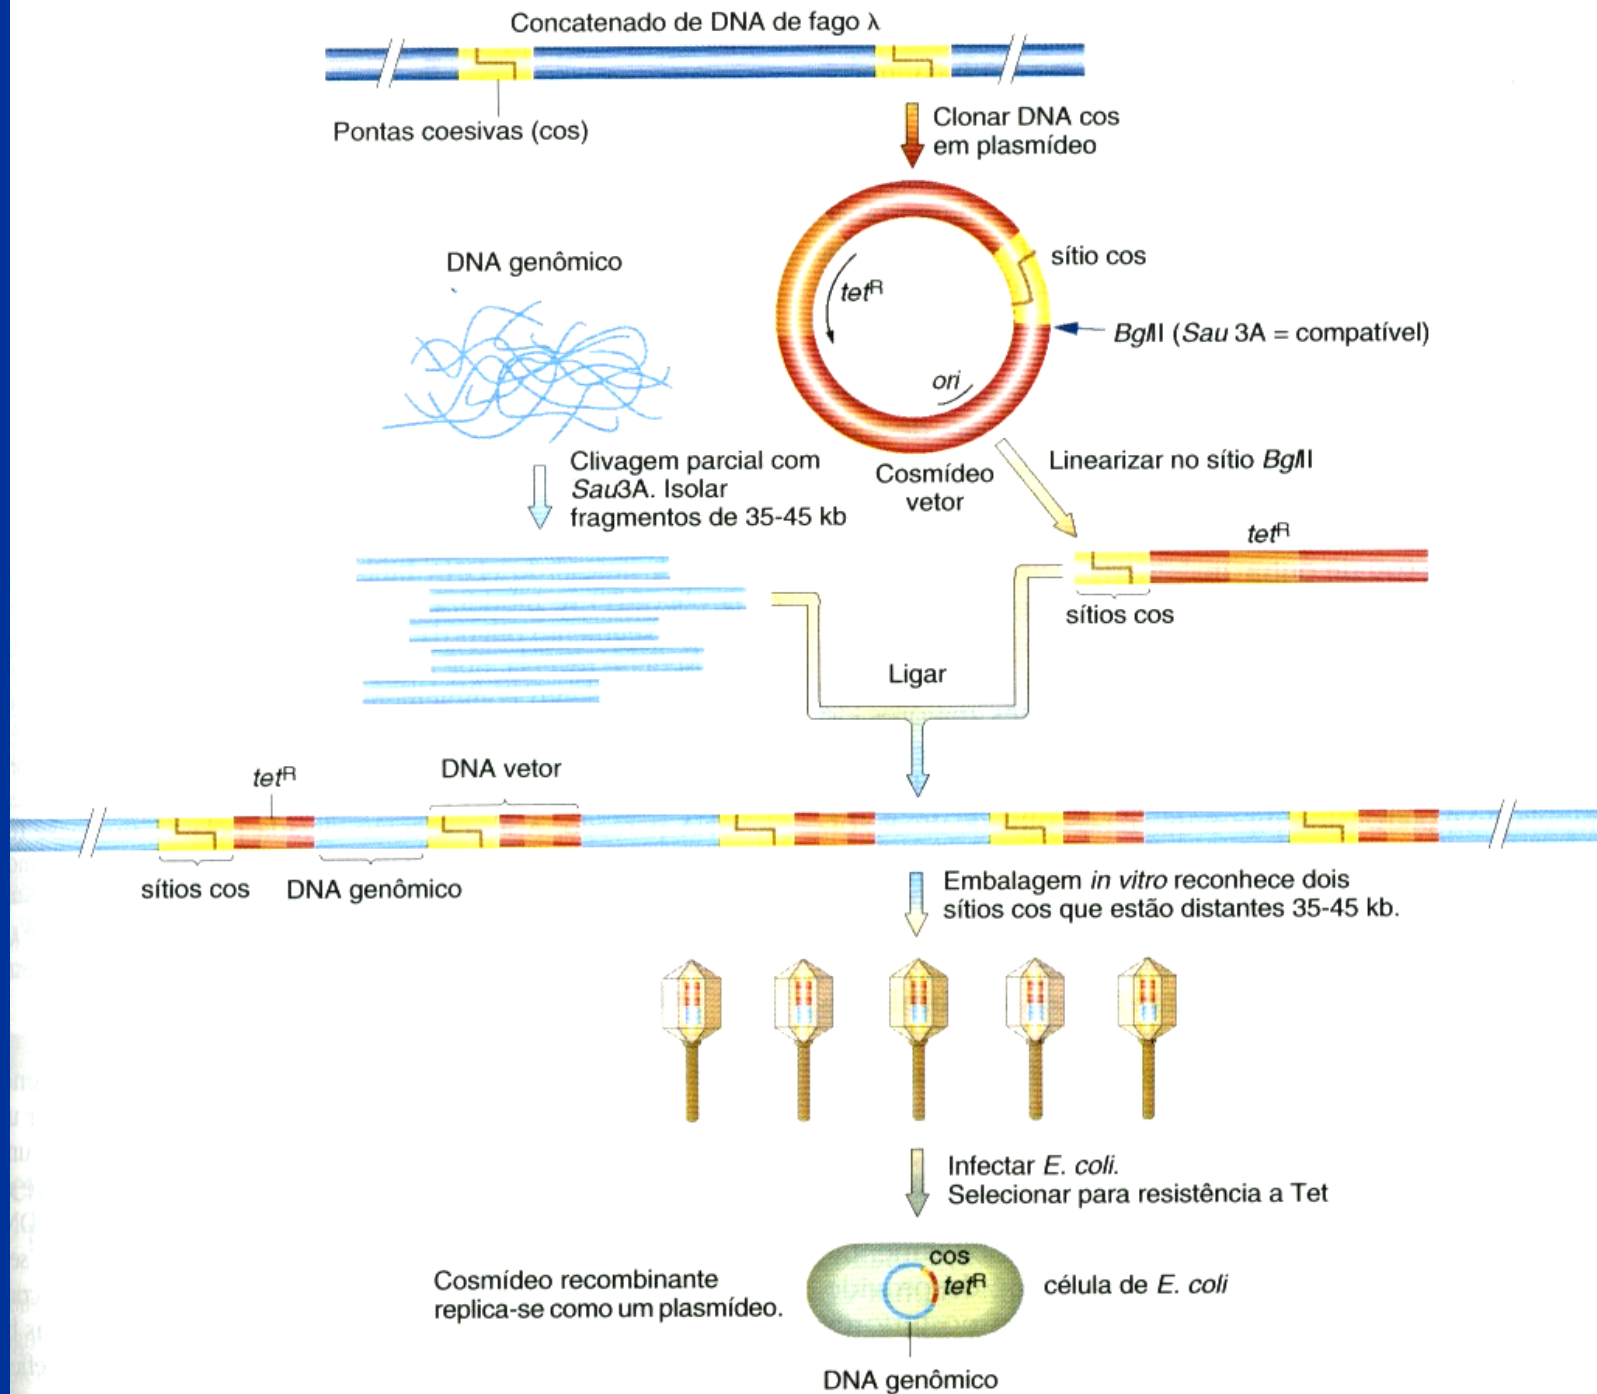 Concatenado de DNA de fago λ
Pontas coesivas (cos)
Clonar DNA cos
em plasmídeo
DNA genômico
sítio cos
tetR
BglII (Sau 3A = compatível)
ori
Clivagem parcial com
Sau3A. Isolar
fragmentos de 35-45 kb
Cosmídeo
vetor
Linearizar no sítio BglII
tetR
sítios cos
Ligar
tetR
DNA vetor
sítios cos
DNA genômico
Embalagem in vitro reconhece dois
sítios cos que estão distantes 35-45 kb.
Infectar E. coli.
Selecionar para resistência a Tet
Cosmídeo recombinante
replica-se como um plasmídeo.
cos
tetR
célula de E. coli
DNA genômico